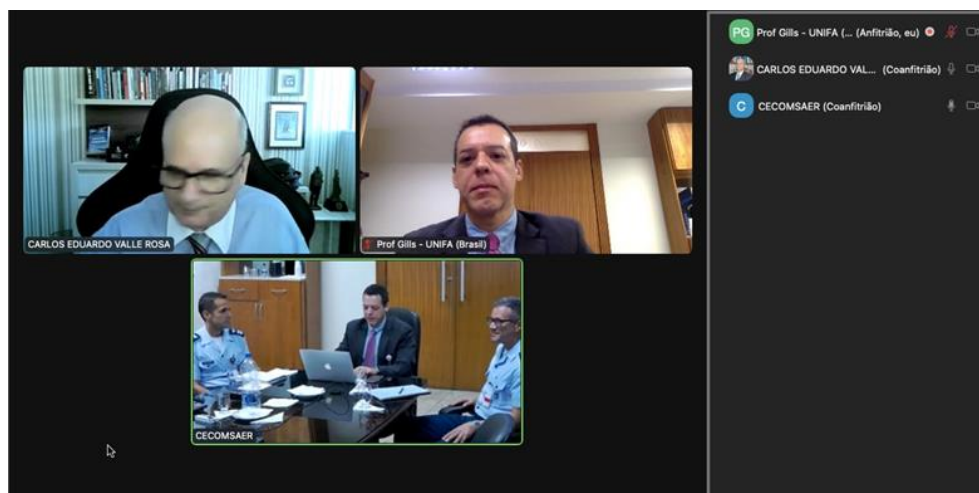 CARLOS EDUARDO VALLE ROSA
Prof Gills - UNIFA (Brasil)
CECOMSAER
PG Prof Gills - UNIFA (... (Anfitrião, eu)
CARLOS EDUARDO VAL... (Coanfitrião)
C CECOMSAER (Coanfitrião)